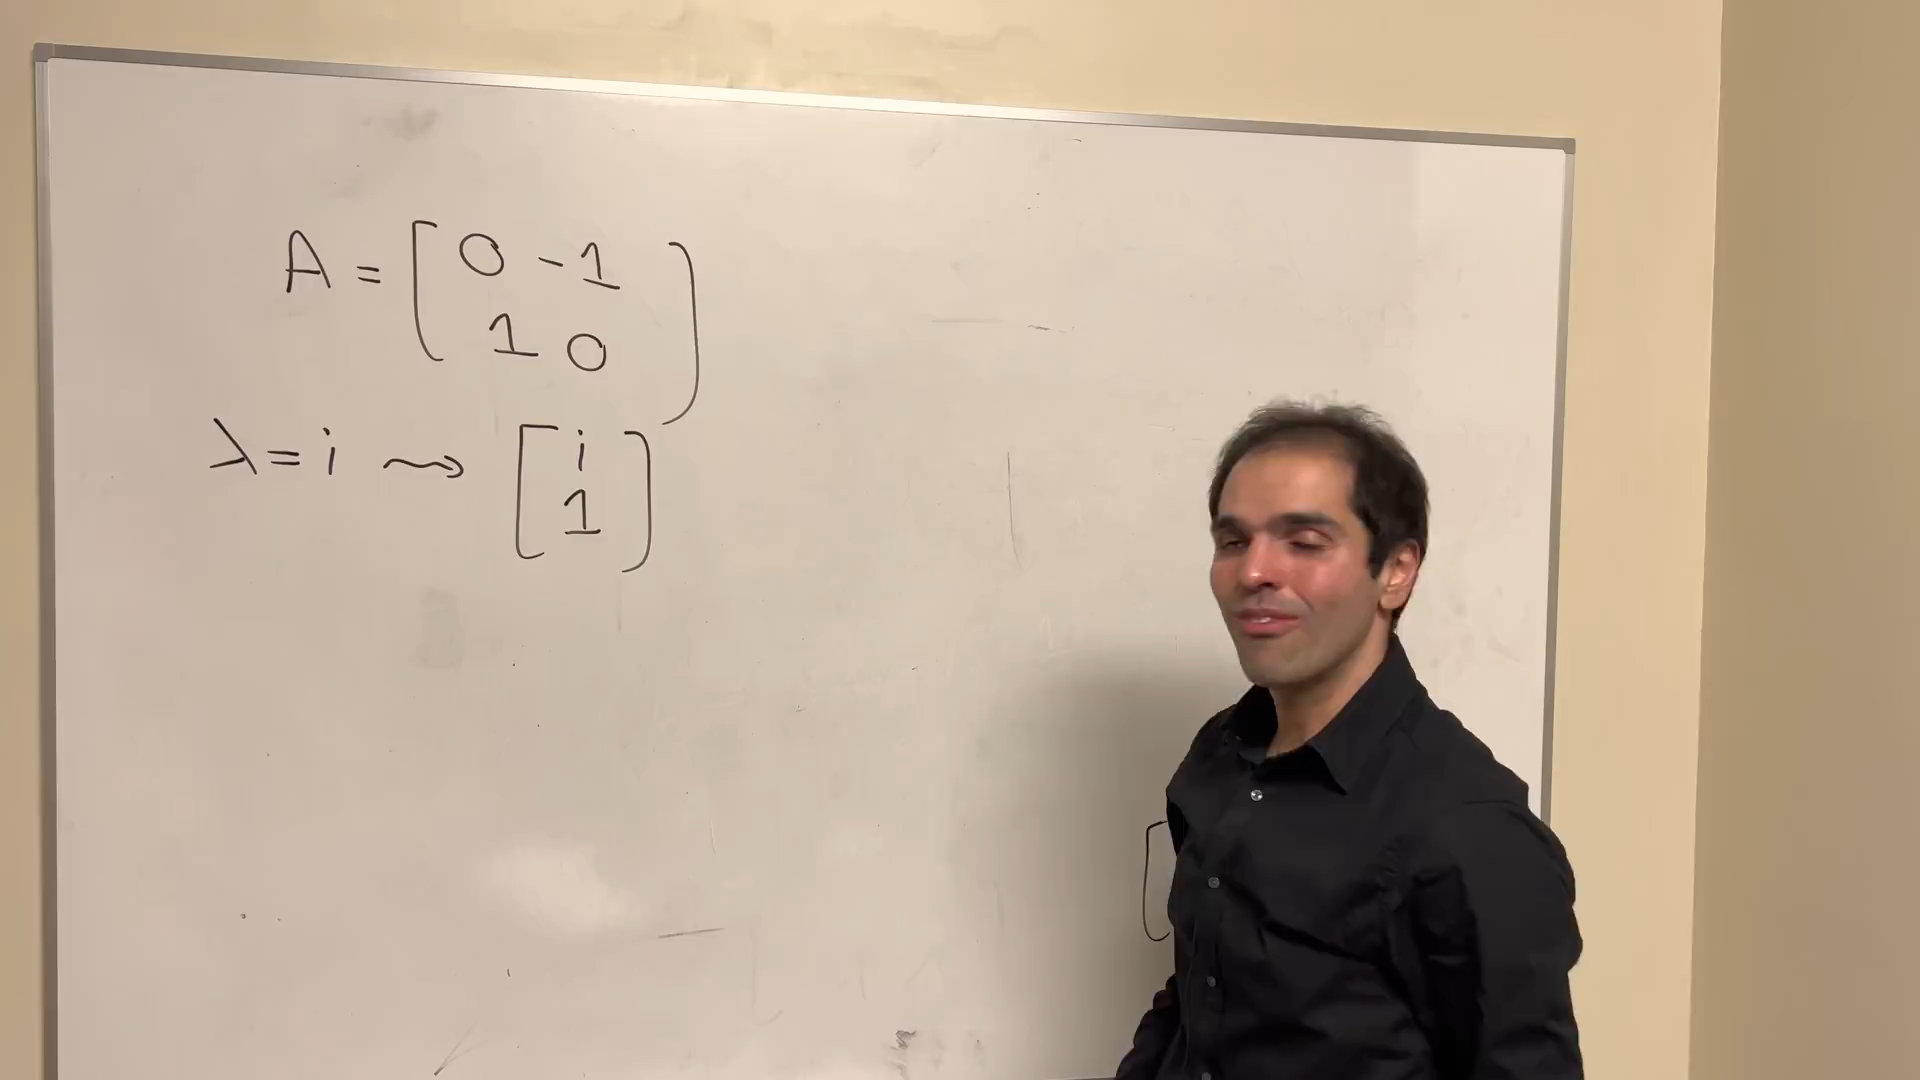 A = [ 0 -1
1 0 ]
λ = i ⇝ [ i
1 ]